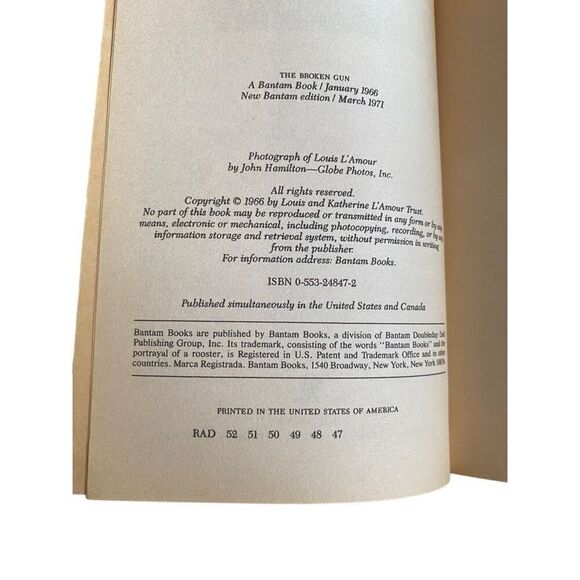 THE BROKEN GUN
A Bantam Book / January 1966
New Bantam edition / March 1971
Photograph of Louis L'Amour
by John Hamilton—Globe Photos, Inc.
All rights reserved.
Copyright © 1966 by Louis and Katherine L'Amour Trust.
No part of this book may be reproduced or transmitted in any form or by any
means, electronic or mechanical, including photocopying, recording, or by any
information storage and retrieval system, without permission in writing
from the publisher.
For information address: Bantam Books.
ISBN 0-553-24847-2
Published simultaneously in the United States and Canada
Bantam Books are published by Bantam Books, a division of Bantam Doubleday Dell
Publishing Group, Inc. Its trademark, consisting of the words "Bantam Books" and the
portrayal of a rooster, is Registered in U.S. Patent and Trademark Office and in other
countries. Marca Registrada. Bantam Books, 1540 Broadway, New York, New York
PRINTED IN THE UNITED STATES OF AMERICA
RAD 52 51 50 49 48 47